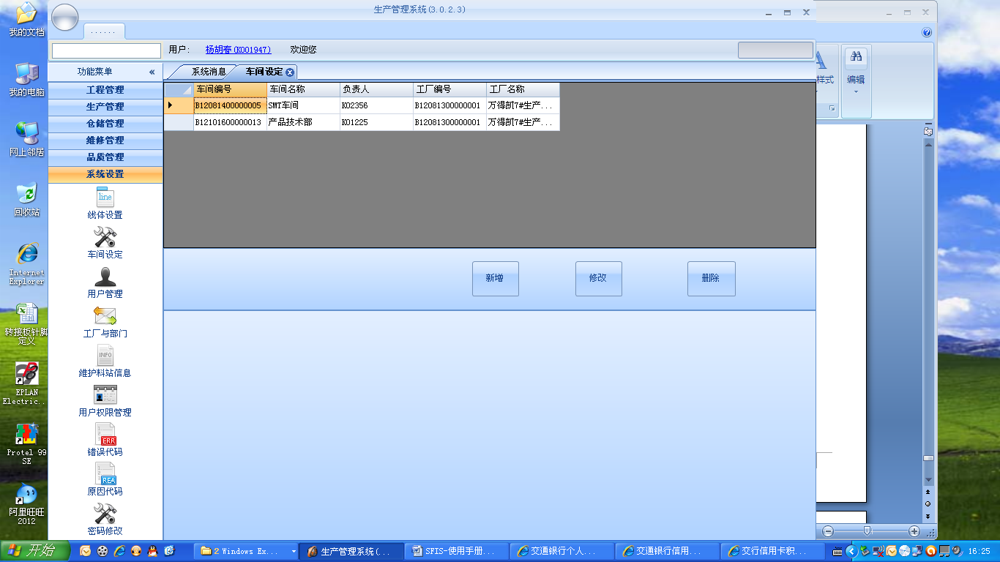 生产管理系统(3.0.2.3)
......
用户:
杨胡春(K001947)
欢迎您
样式
编辑
功能菜单
«
系统消息
车间设定
工程管理
生产管理
仓储管理
维修管理
品质管理
系统设置
line
线体设置
车间设定
用户管理
工厂与部门
INFO
维护料站信息
用户权限管理
ERR
错误代码
REA
原因代码
密码修改
车间编号 车间名称 负责人 工厂编号 工厂名称
B12081400000005 SMT车间 K02356 B12081300000001 万得凯7#生产...
B12101600000013 产品技术部 K01225 B12081300000001 万得凯7#生产...
新增
修改
删除
我的文档
我的电脑
网上邻居
回收站
Internet
Explorer
转接板针脚
定义
EPLAN
Electric...
Protel 99
SE
阿里旺旺
2012
开始
2 Windows Ex...
生产管理系统(...
SFIS-使用手册...
交通银行个人...
交通银行信用...
交行信用卡积...
16:25